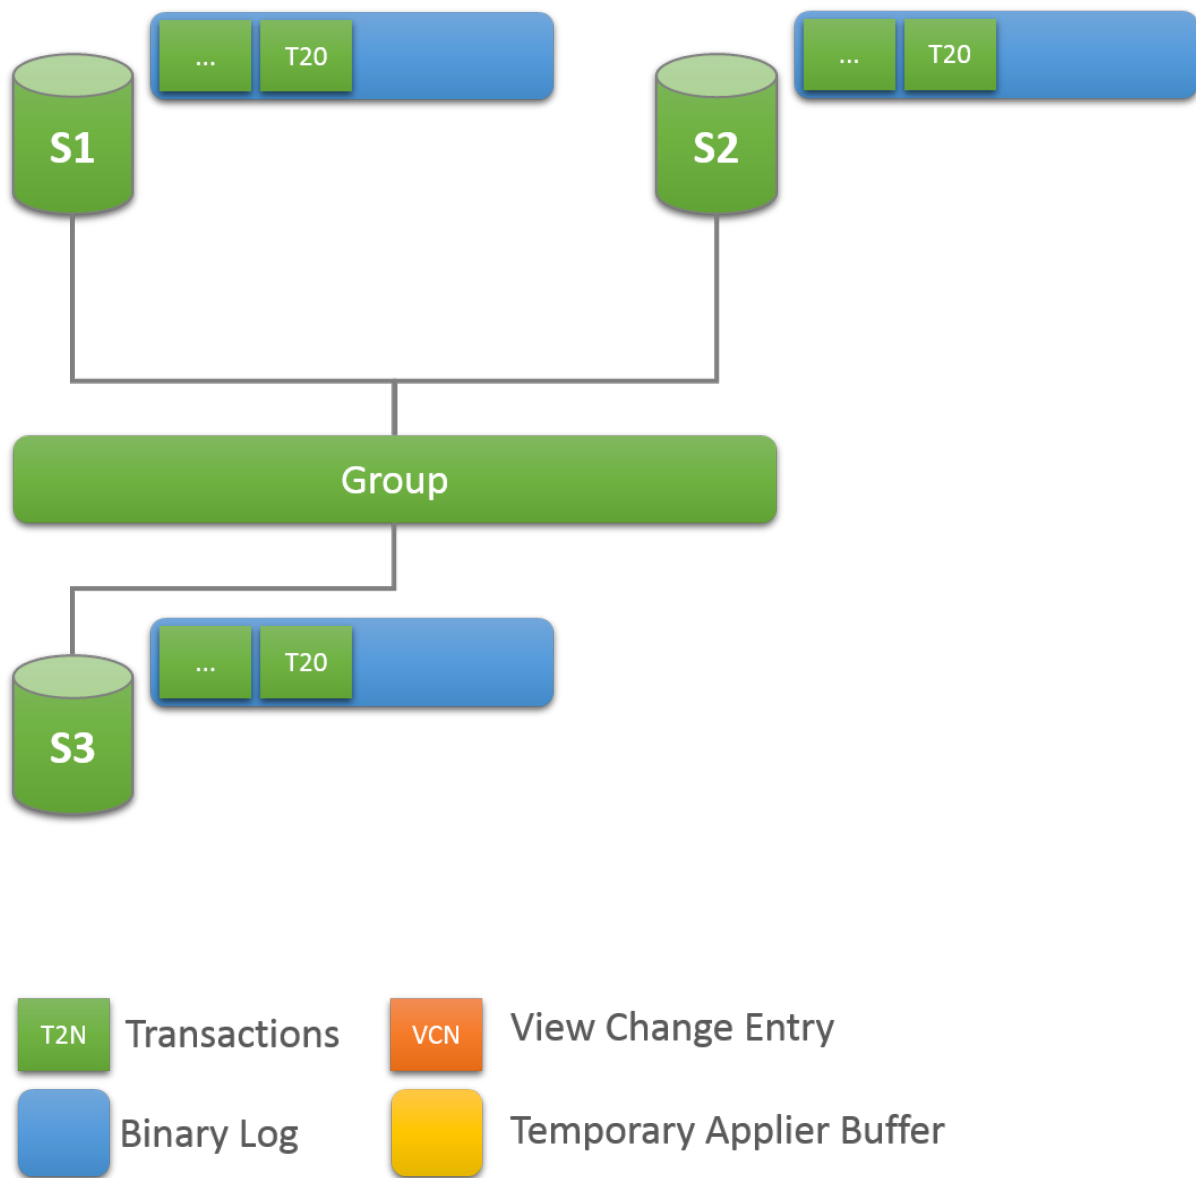 ... T20
... T20
S1
S2
Group
... T20
S3
T2N Transactions
VCN View Change Entry
Binary Log
Temporary Applier Buffer